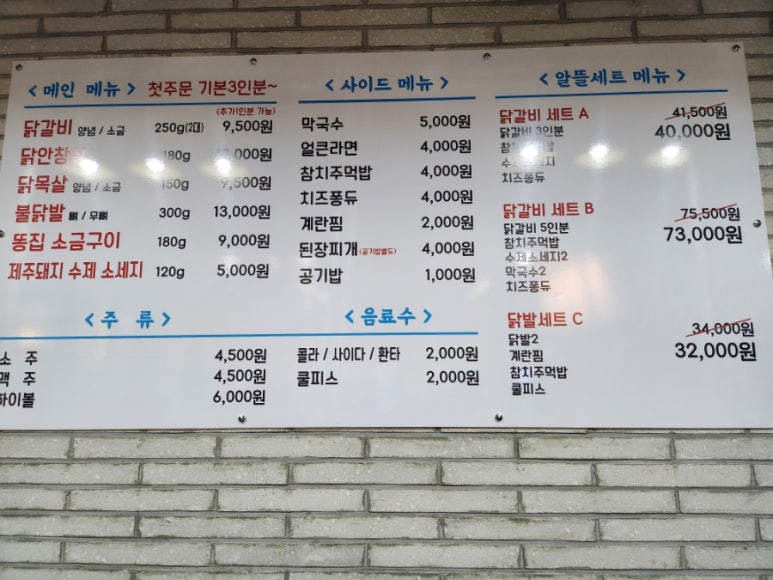 < 메인 메뉴 > 첫주문 기본3인분~
(추가1인분 가능)
닭갈비 양념 / 소금 250g(2대) 9,500원
닭안창 180g ,000원
닭목살 양념 / 소금 150g 9,500원
불닭발 뼈 / 무뼈 300g 13,000원
똥집 소금구이 180g 9,000원
제주돼지 수제 소세지 120g 5,000원
< 주 류 >
소 주 4,500원
맥 주 4,500원
하이볼 6,000원
< 사이드 메뉴 >
막국수 5,000원
얼큰라면 4,000원
참치주먹밥 4,000원
치즈퐁듀 4,000원
계란찜 2,000원
된장찌개 (공기밥별도) 4,000원
공기밥 1,000원
< 음료수 >
콜라 / 사이다 / 환타 2,000원
쿨피스 2,000원
< 알뜰세트 메뉴 >
닭갈비 세트 A 41,500원
닭갈비 3인분 40,000원
참치주먹밥
수제소세지
치즈퐁듀
닭갈비 세트 B 75,500원
닭갈비 5인분 73,000원
참치주먹밥
수제소세지2
막국수2
치즈퐁듀
닭발세트 C 34,000원
닭발2 32,000원
계란찜
참치주먹밥
쿨피스